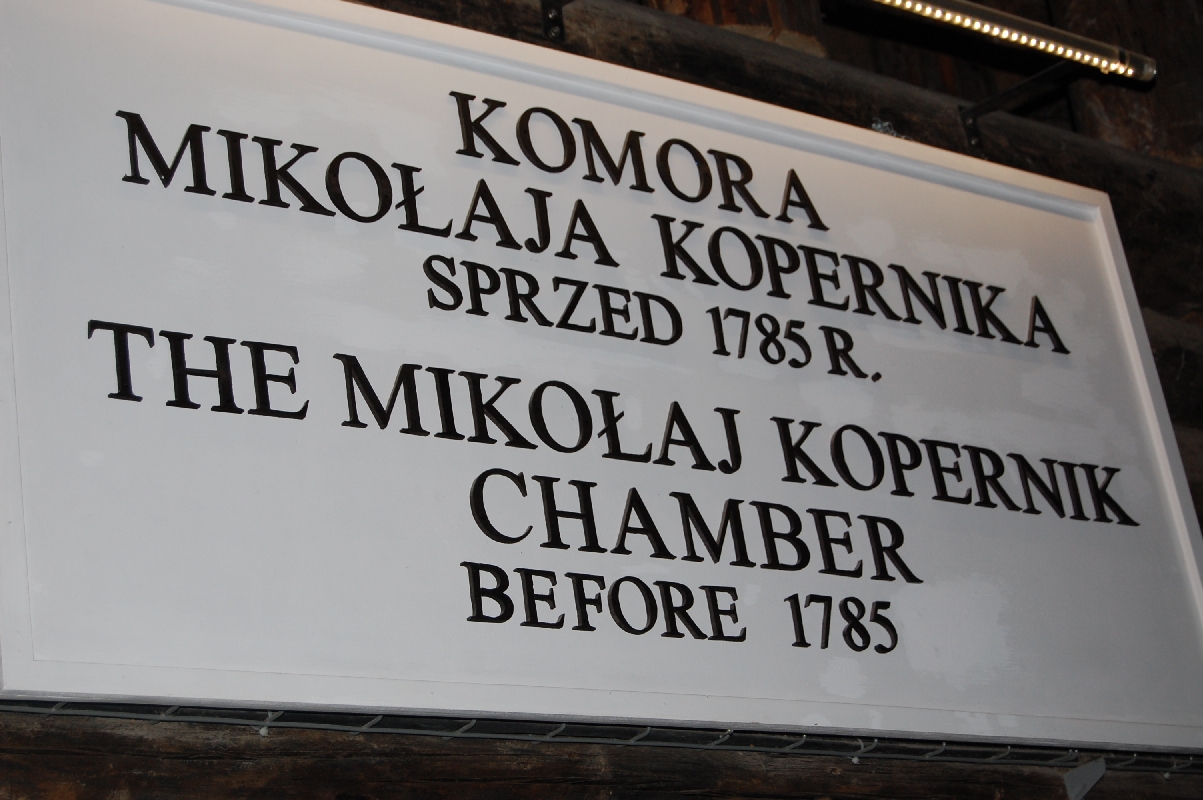 KOMORA
MIKOŁAJA KOPERNIKA
SPRZED 1785 R.
THE MIKOŁAJ KOPERNIK
CHAMBER
BEFORE 1785